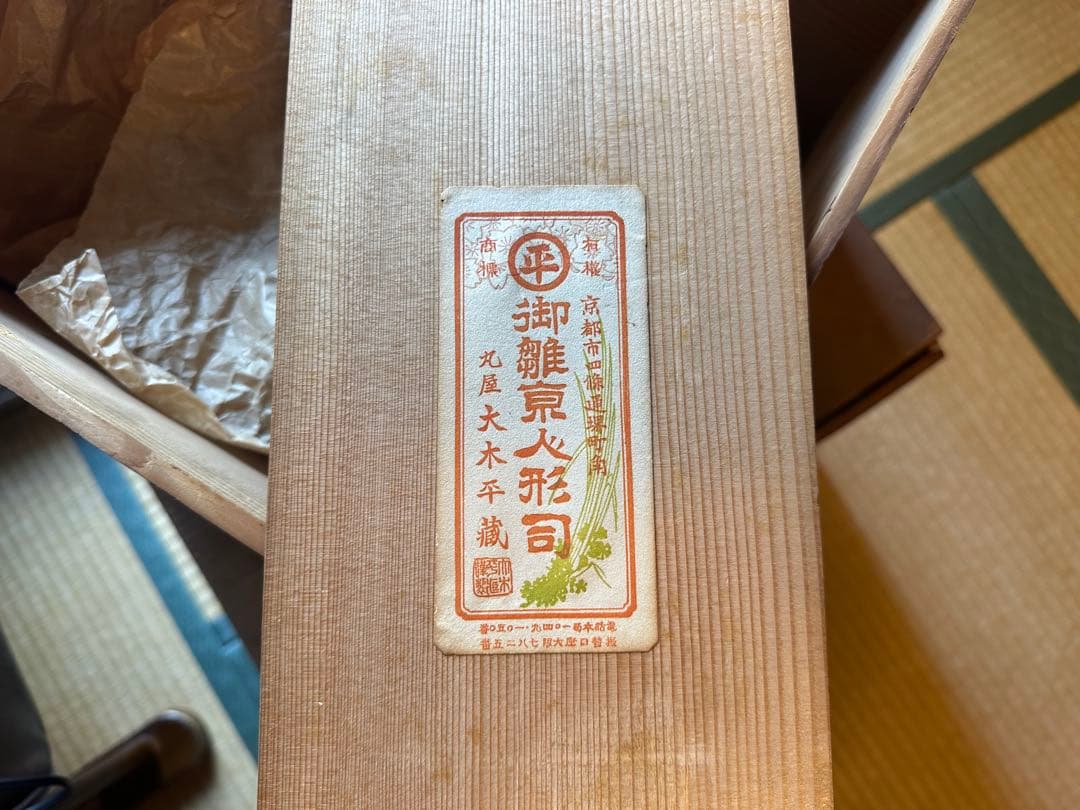 有權
商標
平
京都市四條通堺町角
御雛京人形司
丸屋大木平藏
電話本局一〇四九・一〇五〇番
振替口座大阪七八二五番